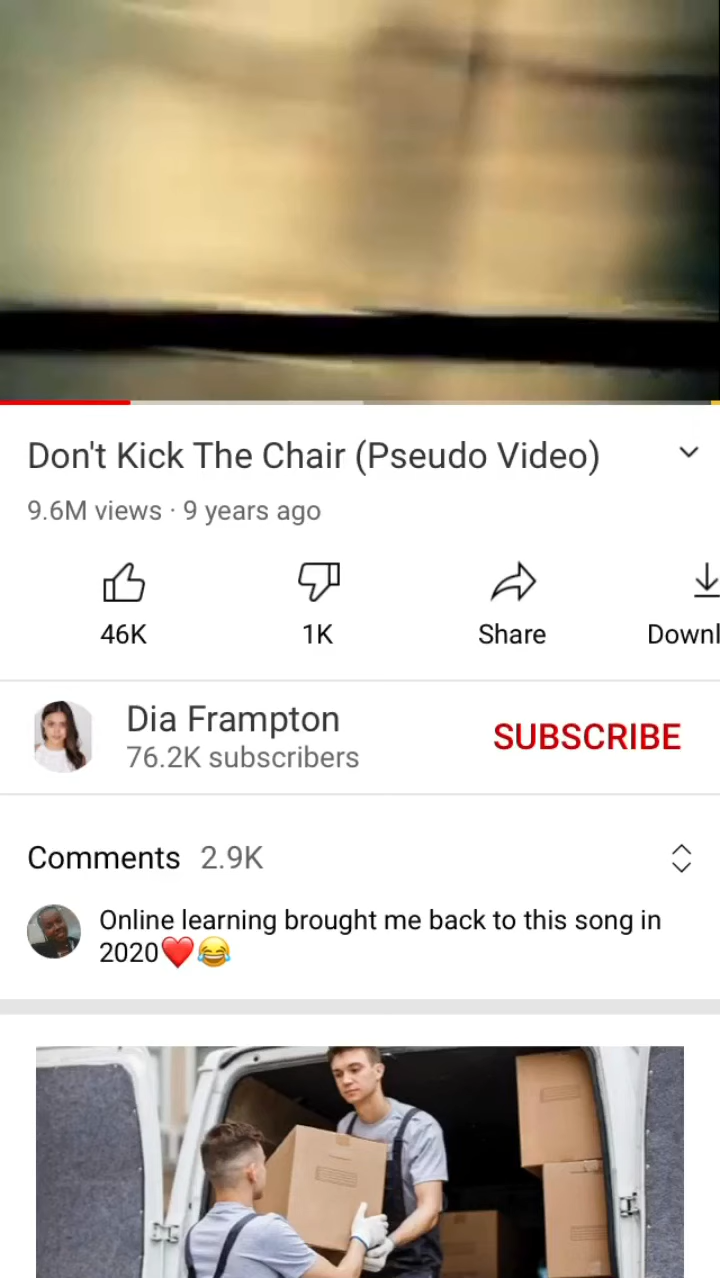 Don't Kick The Chair (Pseudo Video)
9.6M views · 9 years ago
46K
1K
Share
Downl
Dia Frampton
76.2K subscribers
SUBSCRIBE
Comments 2.9K
Online learning brought me back to this song in
2020❤️😂